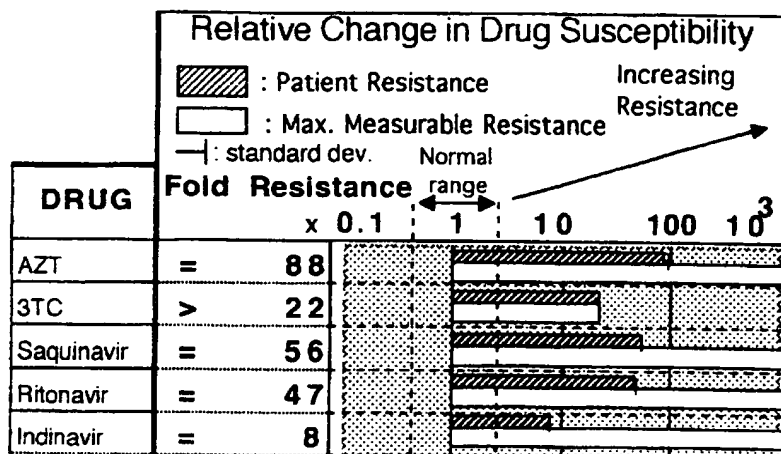 Relative Change in Drug Susceptibility
: Patient Resistance
Increasing
Resistance
: Max. Measurable Resistance
: standard dev.
Normal
range
DRUG
Fold Resistance
x 0.1 1 10 100 10³
AZT = 88
3TC > 22
Saquinavir = 56
Ritonavir = 47
Indinavir = 8